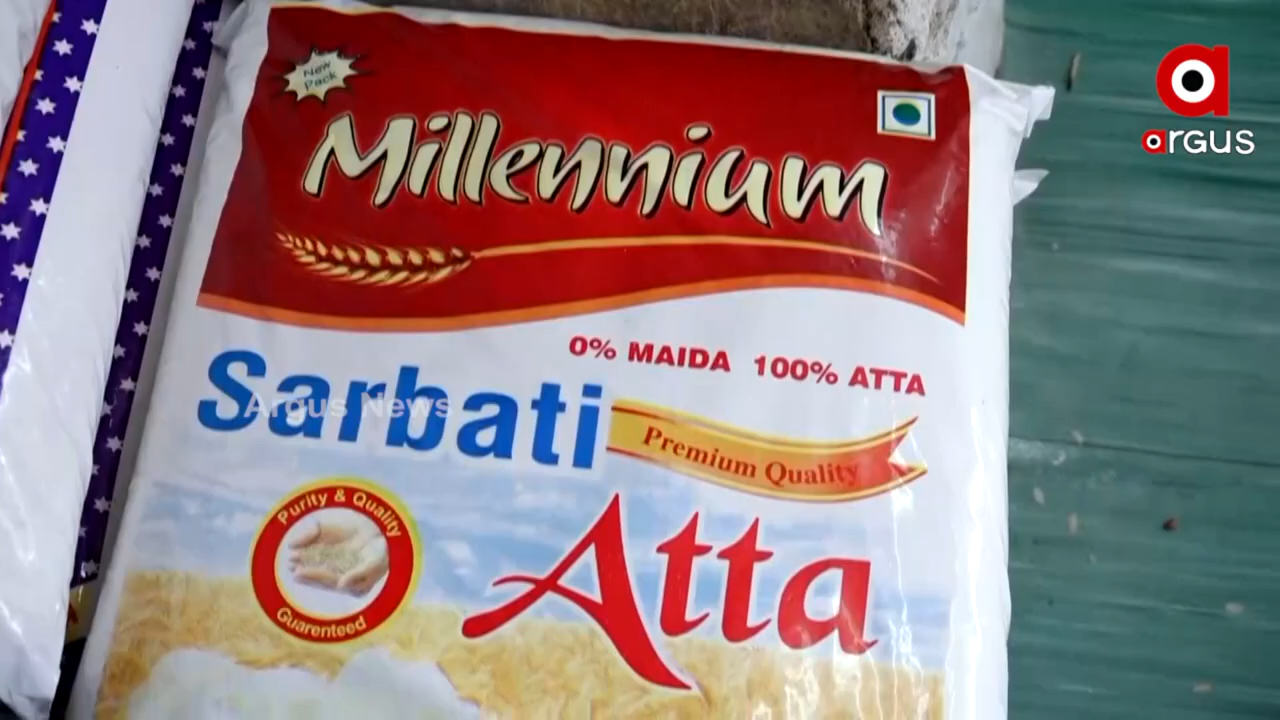 New
Pack
Millennium
argus
0% MAIDA 100% ATTA
Sarbati
Argus News
Premium Quality
Purity & Quality
Guarenteed
Atta